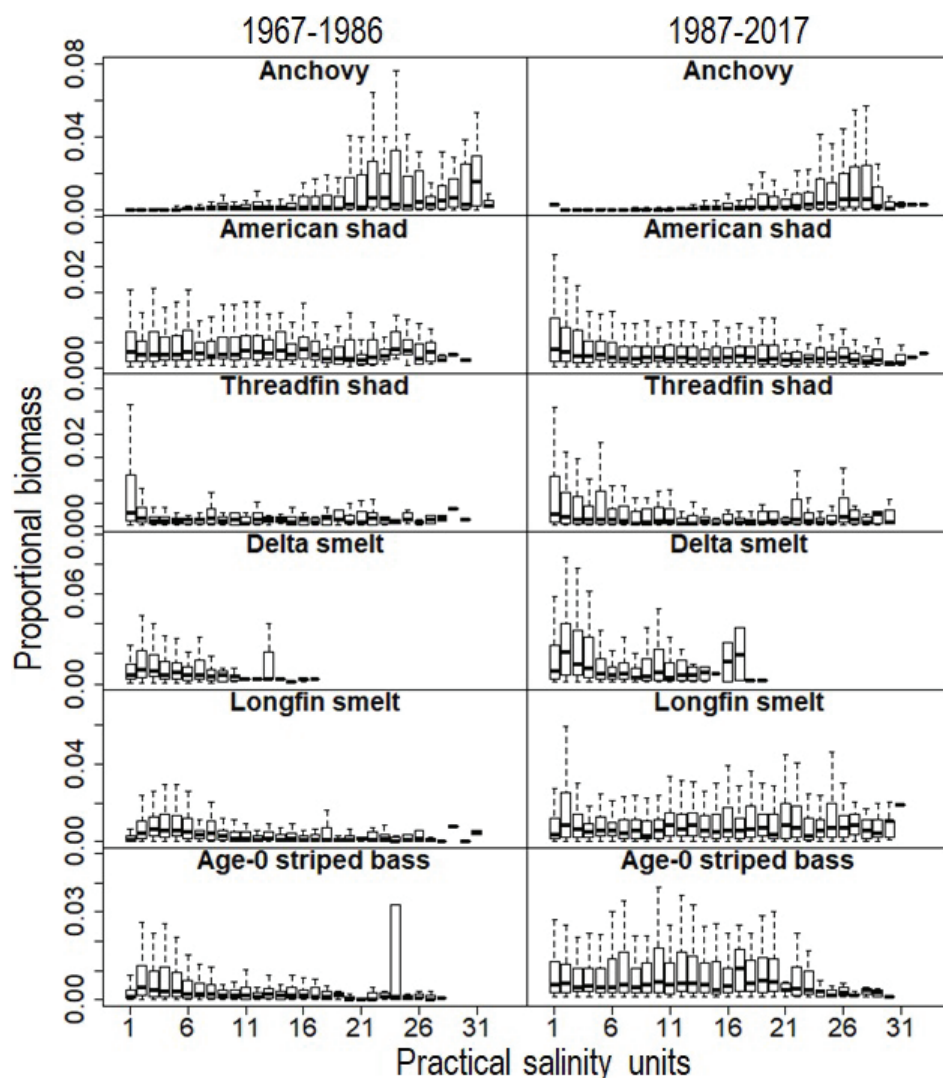 1967-1986 1987-2017
Anchovy Anchovy
0.00 0.04 0.08
American shad American shad
0.000 0.02
Threadfin shad Threadfin shad
0.000 0.02
Delta smelt Delta smelt
0.00 0.06
Longfin smelt Longfin smelt
0.00 0.04
Age-0 striped bass Age-0 striped bass
0.00 0.03
Proportional biomass
1 6 11 16 21 26 31 1 6 11 16 21 26 31
Practical salinity units